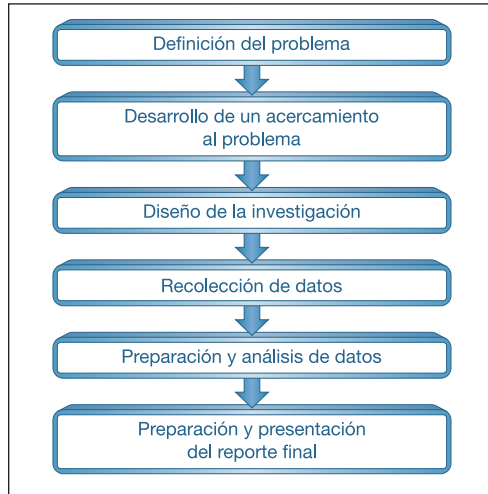 Definición del problema
Desarrollo de un acercamiento
al problema
Diseño de la investigación
Recolección de datos
Preparación y análisis de datos
Preparación y presentación
del reporte final